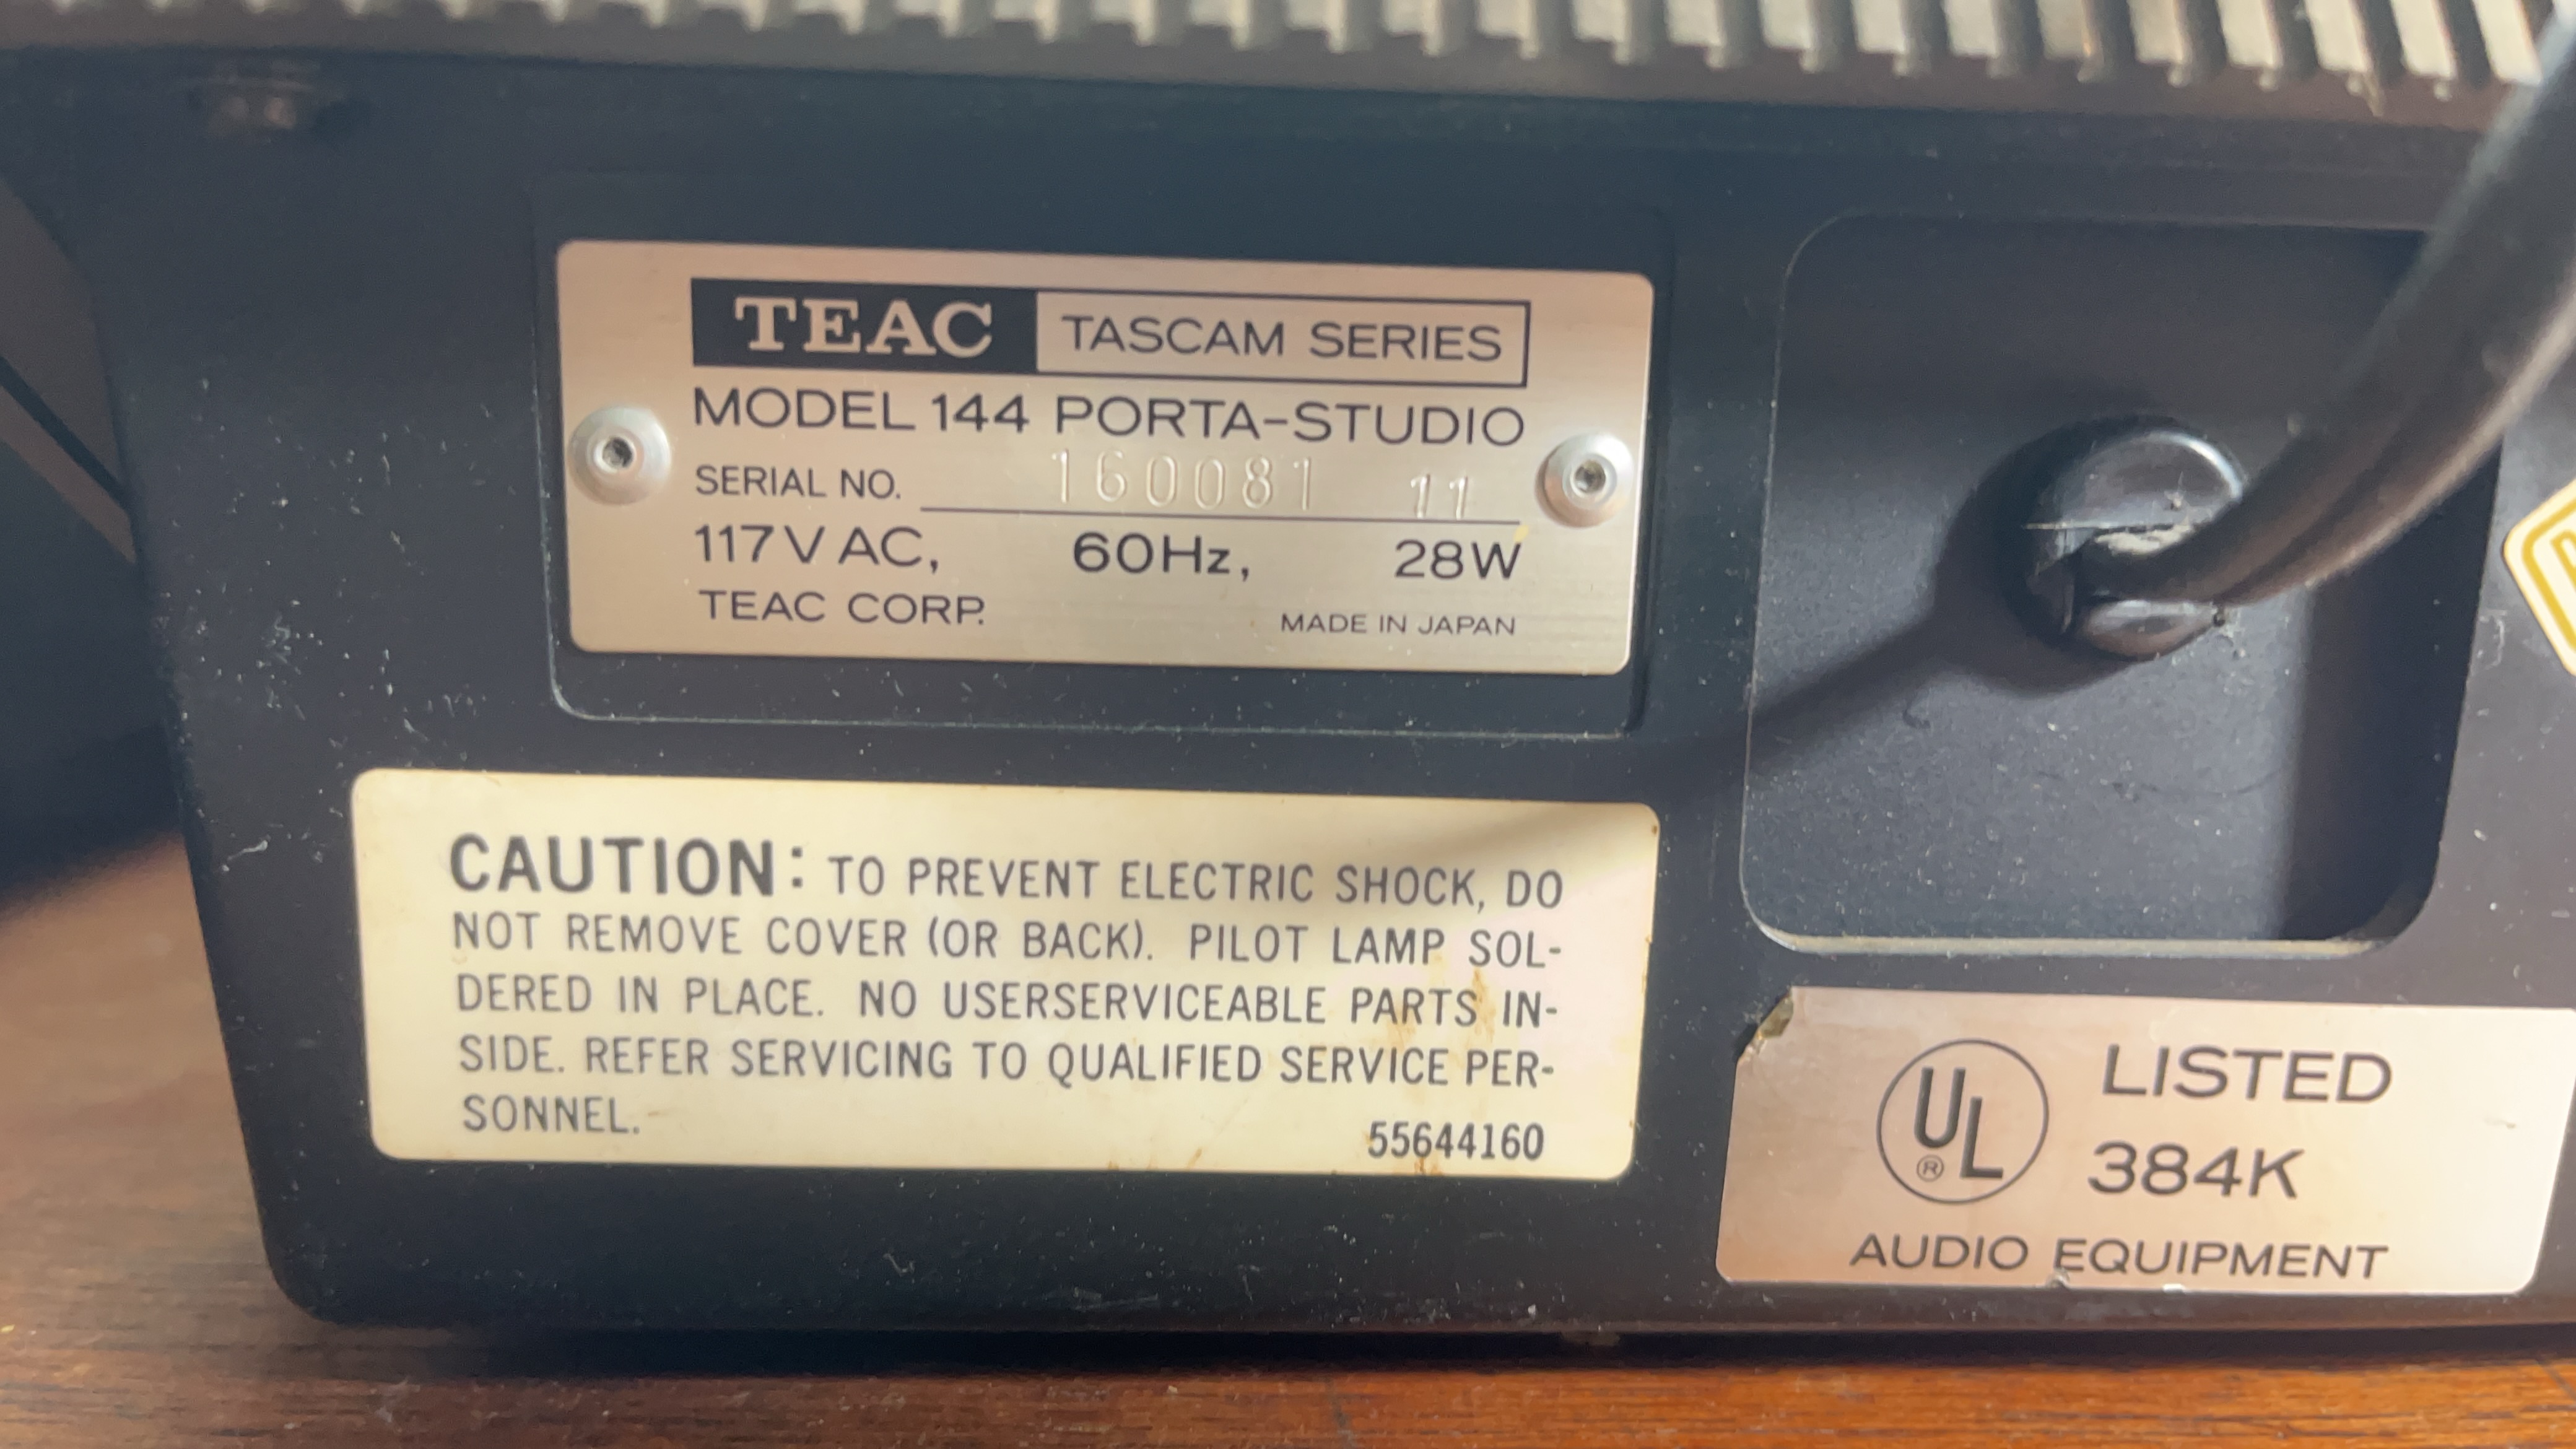 TEAC TASCAM SERIES
MODEL 144 PORTA-STUDIO
SERIAL NO. 160081 11
117V AC, 60Hz, 28W
TEAC CORP. MADE IN JAPAN
CAUTION: TO PREVENT ELECTRIC SHOCK, DO
NOT REMOVE COVER (OR BACK). PILOT LAMP SOL-
DERED IN PLACE. NO USERSERVICEABLE PARTS IN-
SIDE. REFER SERVICING TO QUALIFIED SERVICE PER-
SONNEL.
55644160
UL ® LISTED
384K
AUDIO EQUIPMENT